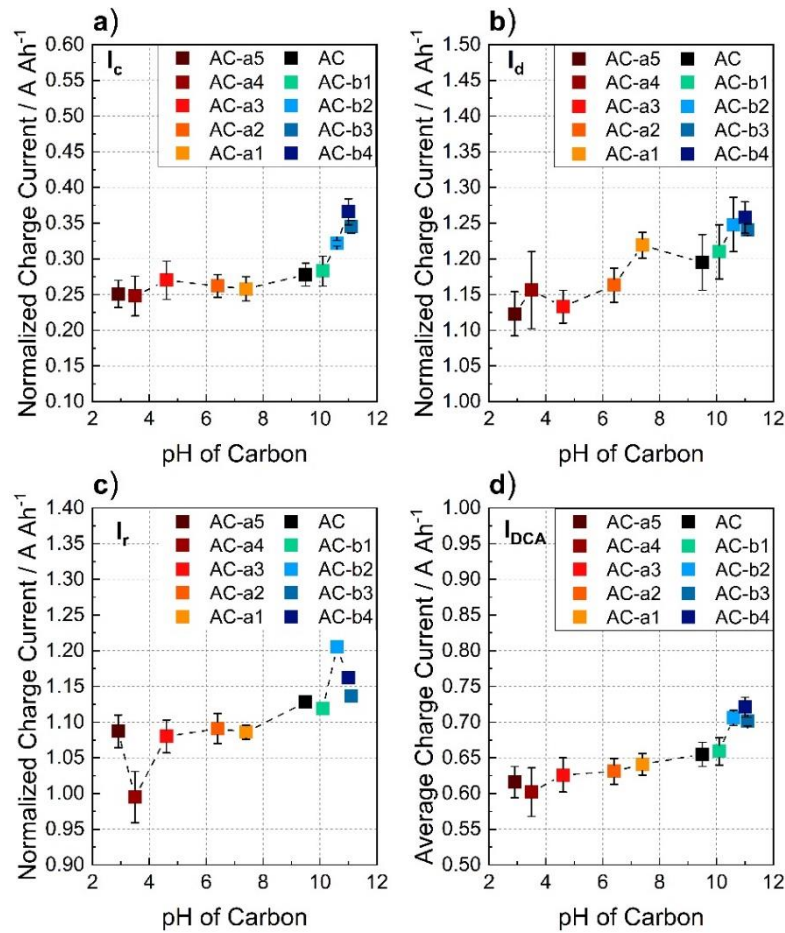 a)
I_c
AC-a5 AC
AC-a4 AC-b1
AC-a3 AC-b2
AC-a2 AC-b3
AC-a1 AC-b4
0.60
0.55
0.50
0.45
0.40
0.35
0.30
0.25
0.20
0.15
0.10
2 4 6 8 10 12
Normalized Charge Current / A Ah⁻¹
pH of Carbon
b)
I_d
AC-a5 AC
AC-a4 AC-b1
AC-a3 AC-b2
AC-a2 AC-b3
AC-a1 AC-b4
1.50
1.45
1.40
1.35
1.30
1.25
1.20
1.15
1.10
1.05
1.00
2 4 6 8 10 12
Normalized Charge Current / A Ah⁻¹
pH of Carbon
c)
I_r
AC-a5 AC
AC-a4 AC-b1
AC-a3 AC-b2
AC-a2 AC-b3
AC-a1 AC-b4
1.40
1.35
1.30
1.25
1.20
1.15
1.10
1.05
1.00
0.95
0.90
2 4 6 8 10 12
Normalized Charge Current / A Ah⁻¹
pH of Carbon
d)
I_DCA
AC-a5 AC
AC-a4 AC-b1
AC-a3 AC-b2
AC-a2 AC-b3
AC-a1 AC-b4
1.00
0.95
0.90
0.85
0.80
0.75
0.70
0.65
0.60
0.55
0.50
2 4 6 8 10 12
Average Charge Current / A Ah⁻¹
pH of Carbon